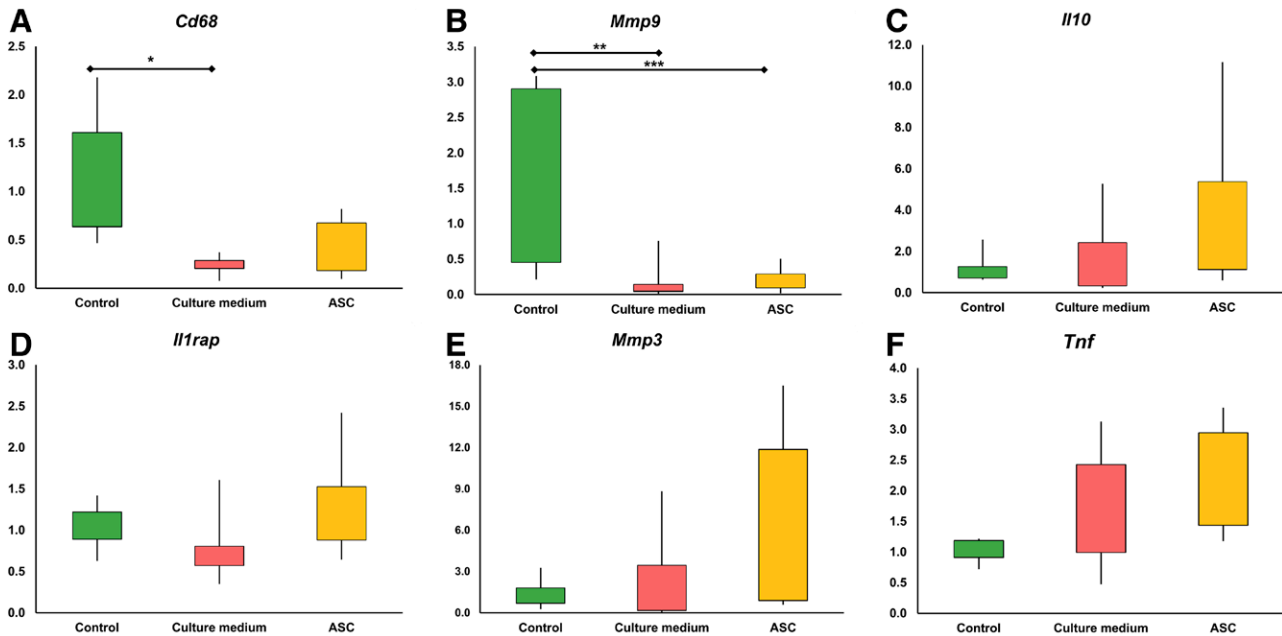 A
Cd68
2.5
2.0
1.5
1.0
0.5
0.0
*
Control
Culture medium
ASC
B
Mmp9
3.5
3.0
2.5
2.0
1.5
1.0
0.5
0.0
**
***
Control
Culture medium
ASC
C
Il10
12.0
10.0
8.0
6.0
4.0
2.0
0.0
Control
Culture medium
ASC
D
Il1rap
3.0
2.5
2.0
1.5
1.0
0.5
0.0
Control
Culture medium
ASC
E
Mmp3
18.0
15.0
12.0
9.0
6.0
3.0
0.0
Control
Culture medium
ASC
F
Tnf
4.0
3.5
3.0
2.5
2.0
1.5
1.0
0.5
0.0
Control
Culture medium
ASC